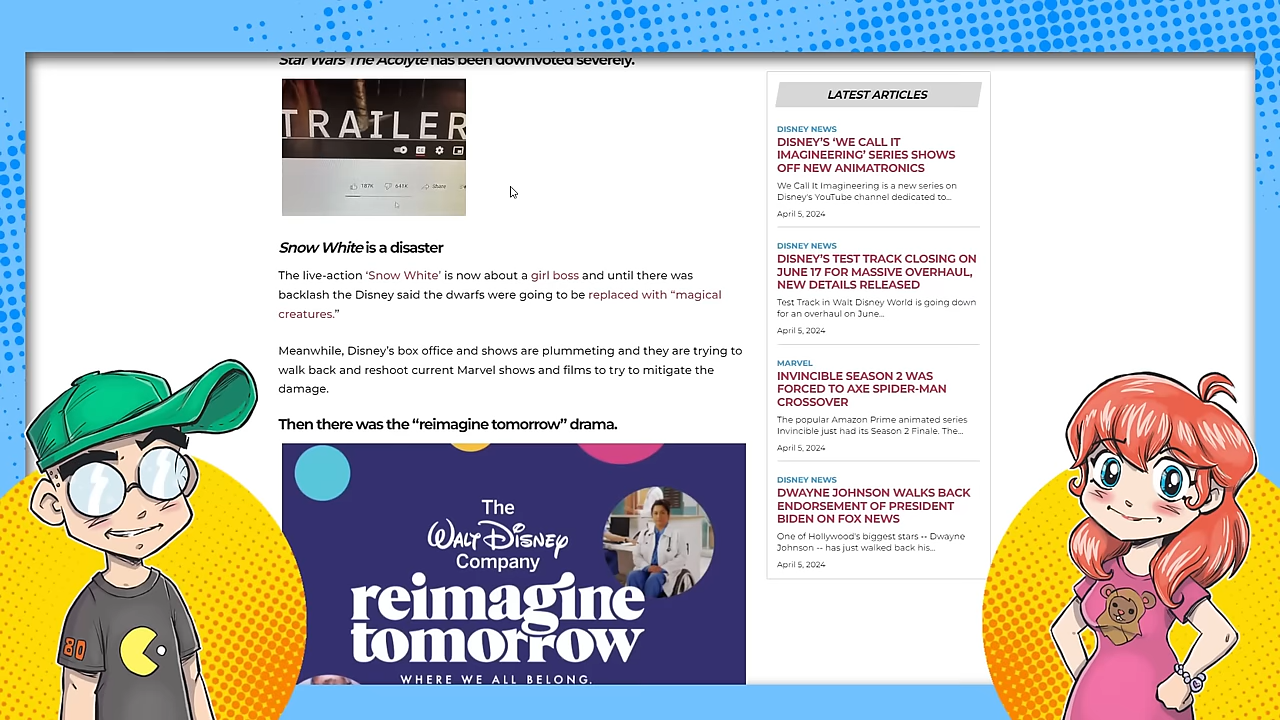 Star Wars The Acolyte has been downvoted severely.
TRAILER
187K 641K Share
Snow White is a disaster
The live-action ‘Snow White’ is now about a girl boss and until there was
backlash the Disney said the dwarfs were going to be replaced with “magical
creatures.”
Meanwhile, Disney’s box office and shows are plummeting and they are trying to
walk back and reshoot current Marvel shows and films to try to mitigate the
damage.
Then there was the “reimagine tomorrow” drama.
The
WALT DISNEY
Company
reimagine
tomorrow
WHERE WE ALL BELONG.
LATEST ARTICLES
DISNEY NEWS
DISNEY’S ‘WE CALL IT
IMAGINEERING’ SERIES SHOWS
OFF NEW ANIMATRONICS
We Call It Imagineering is a new series on
Disney's YouTube channel dedicated to...
April 5, 2024
DISNEY NEWS
DISNEY’S TEST TRACK CLOSING ON
JUNE 17 FOR MASSIVE OVERHAUL,
NEW DETAILS RELEASED
Test Track in Walt Disney World is going down
for an overhaul on June...
April 5, 2024
MARVEL
INVINCIBLE SEASON 2 WAS
FORCED TO AXE SPIDER-MAN
CROSSOVER
The popular Amazon Prime animated series
Invincible just had its Season 2 Finale. The...
April 5, 2024
DISNEY NEWS
DWAYNE JOHNSON WALKS BACK
ENDORSEMENT OF PRESIDENT
BIDEN ON FOX NEWS
One of Hollywood's biggest stars -- Dwayne
Johnson -- has just walked back his...
April 5, 2024
80